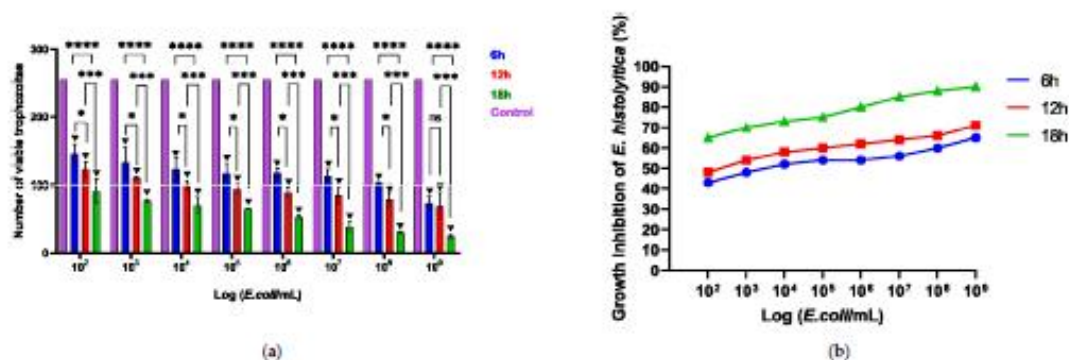 **** **** **** **** **** **** **** ****
*** *** *** *** *** *** *** ***
* * * * * * * ns
300
200
100
0
Number of viable trophozoites
10² 10³ 10⁴ 10⁵ 10⁶ 10⁷ 10⁸ 10⁹
Log (E.coli/mL)
6h
12h
18h
Control
(a)
Growth inhibition of E. histolytica (%)
100
90
80
70
60
50
40
30
20
10
0
10² 10³ 10⁴ 10⁵ 10⁶ 10⁷ 10⁸ 10⁹
Log (E.coli/mL)
6h
12h
18h
(b)